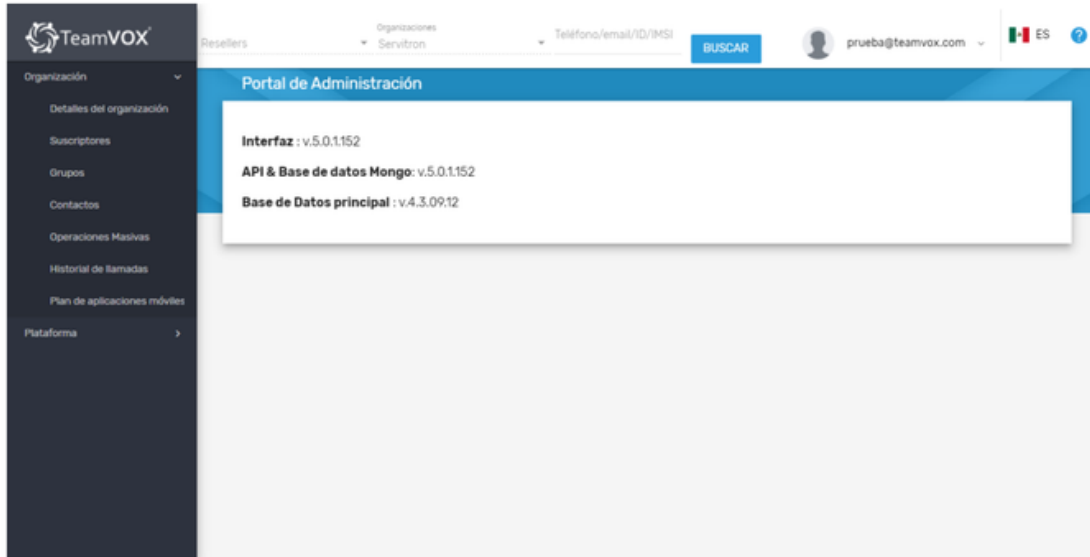 TeamVOX
Resellers
Organizaciones
Servitron
Teléfono/email/ID/IMSI
BUSCAR
prueba@teamvox.com
ES
?
Organización
Detalles del organización
Suscriptores
Grupos
Contactos
Operaciones Masivas
Historial de llamadas
Plan de aplicaciones móviles
Plataforma
Portal de Administración
Interfaz : v.5.0.1.152
API & Base de datos Mongo: v.5.0.1.152
Base de Datos principal : v.4.3.09.12